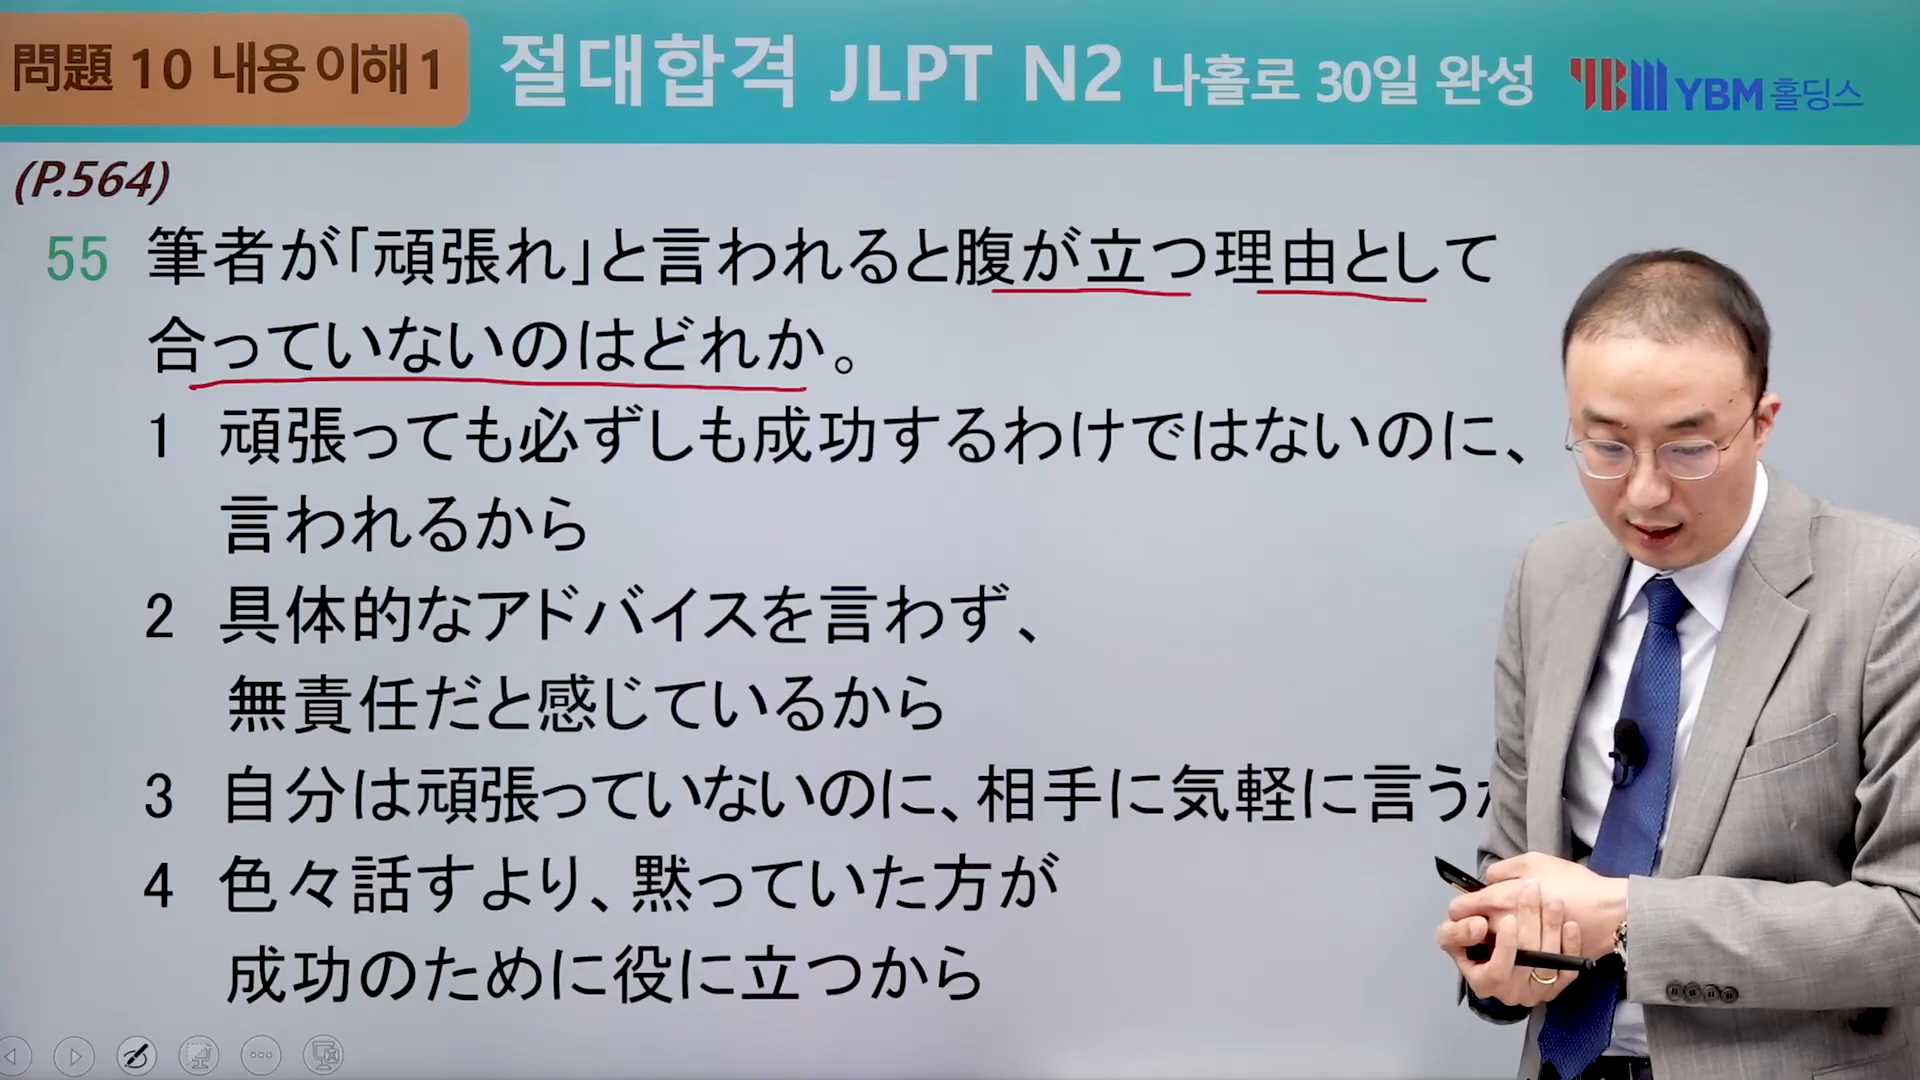 問題 10 내용 이해 1
절대합격 JLPT N2 나홀로 30일 완성
YBM 홀딩스
(P.564)
55 筆者が「頑張れ」と言われると腹が立つ理由として
合っていないのはどれか。
1 頑張っても必ずしも成功するわけではないのに、
言われるから
2 具体的なアドバイスを言わず、
無責任だと感じているから
3 自分は頑張っていないのに、相手に気軽に言う
4 色々話すより、黙っていた方が
成功のために役に立つから